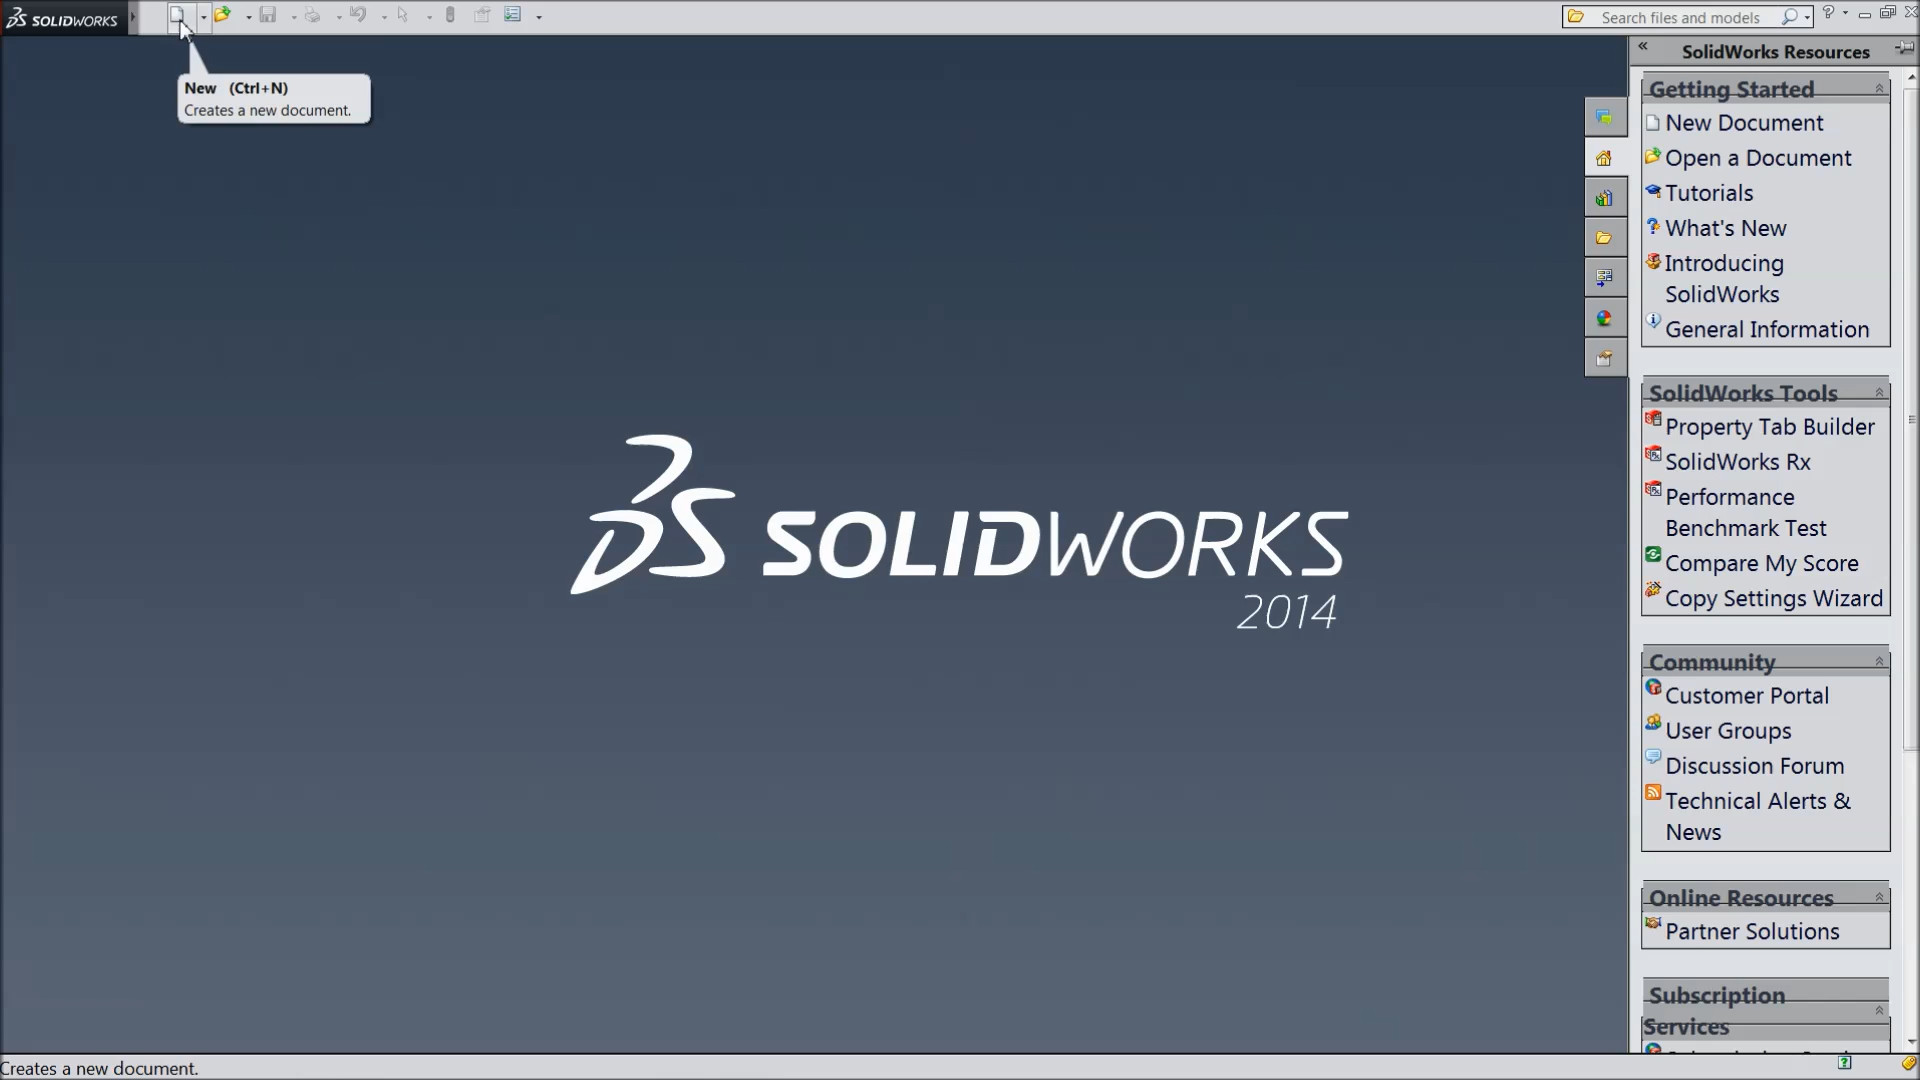 SOLIDWORKS
Search files and models
New (Ctrl+N)
Creates a new document.
SOLIDWORKS
2014
SolidWorks Resources
Getting Started
New Document
Open a Document
Tutorials
What's New
Introducing
SolidWorks
General Information
SolidWorks Tools
Property Tab Builder
SolidWorks Rx
Performance
Benchmark Test
Compare My Score
Copy Settings Wizard
Community
Customer Portal
User Groups
Discussion Forum
Technical Alerts &
News
Online Resources
Partner Solutions
Subscription
Services
Creates a new document.